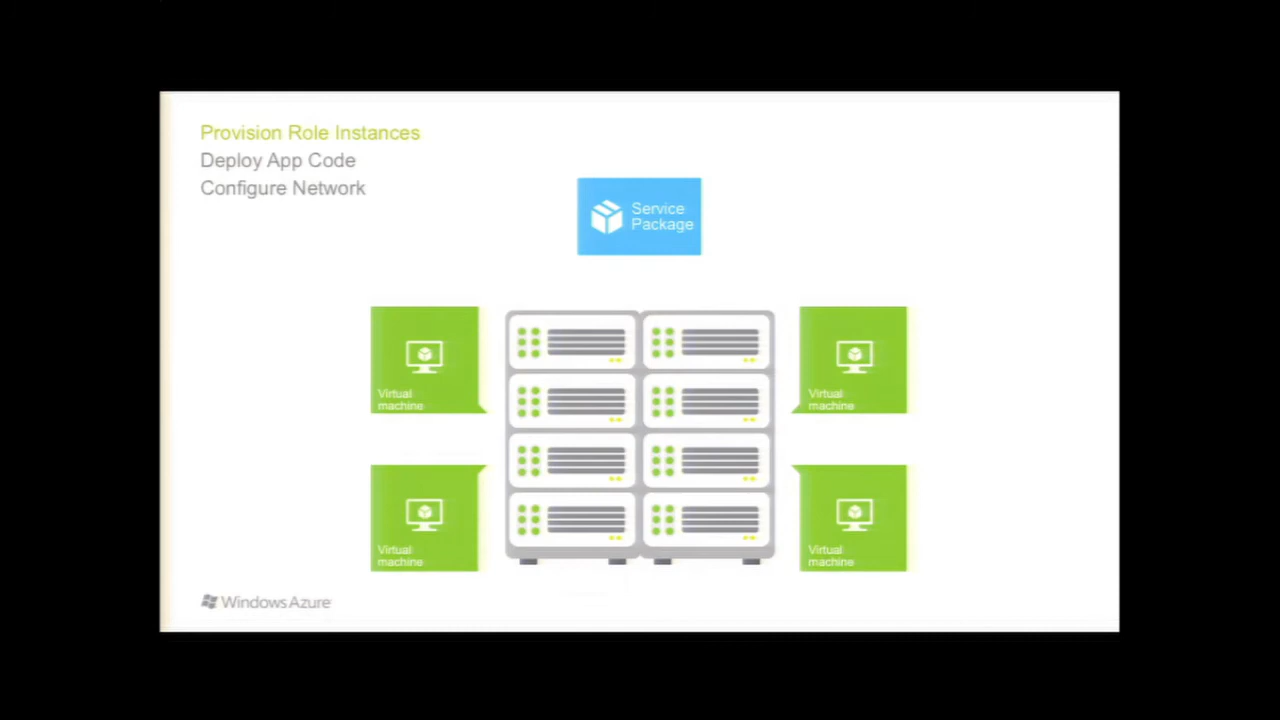 Provision Role Instances
Deploy App Code
Configure Network
Service
Package
Virtual
machine
Virtual
machine
Virtual
machine
Virtual
machine
Windows Azure